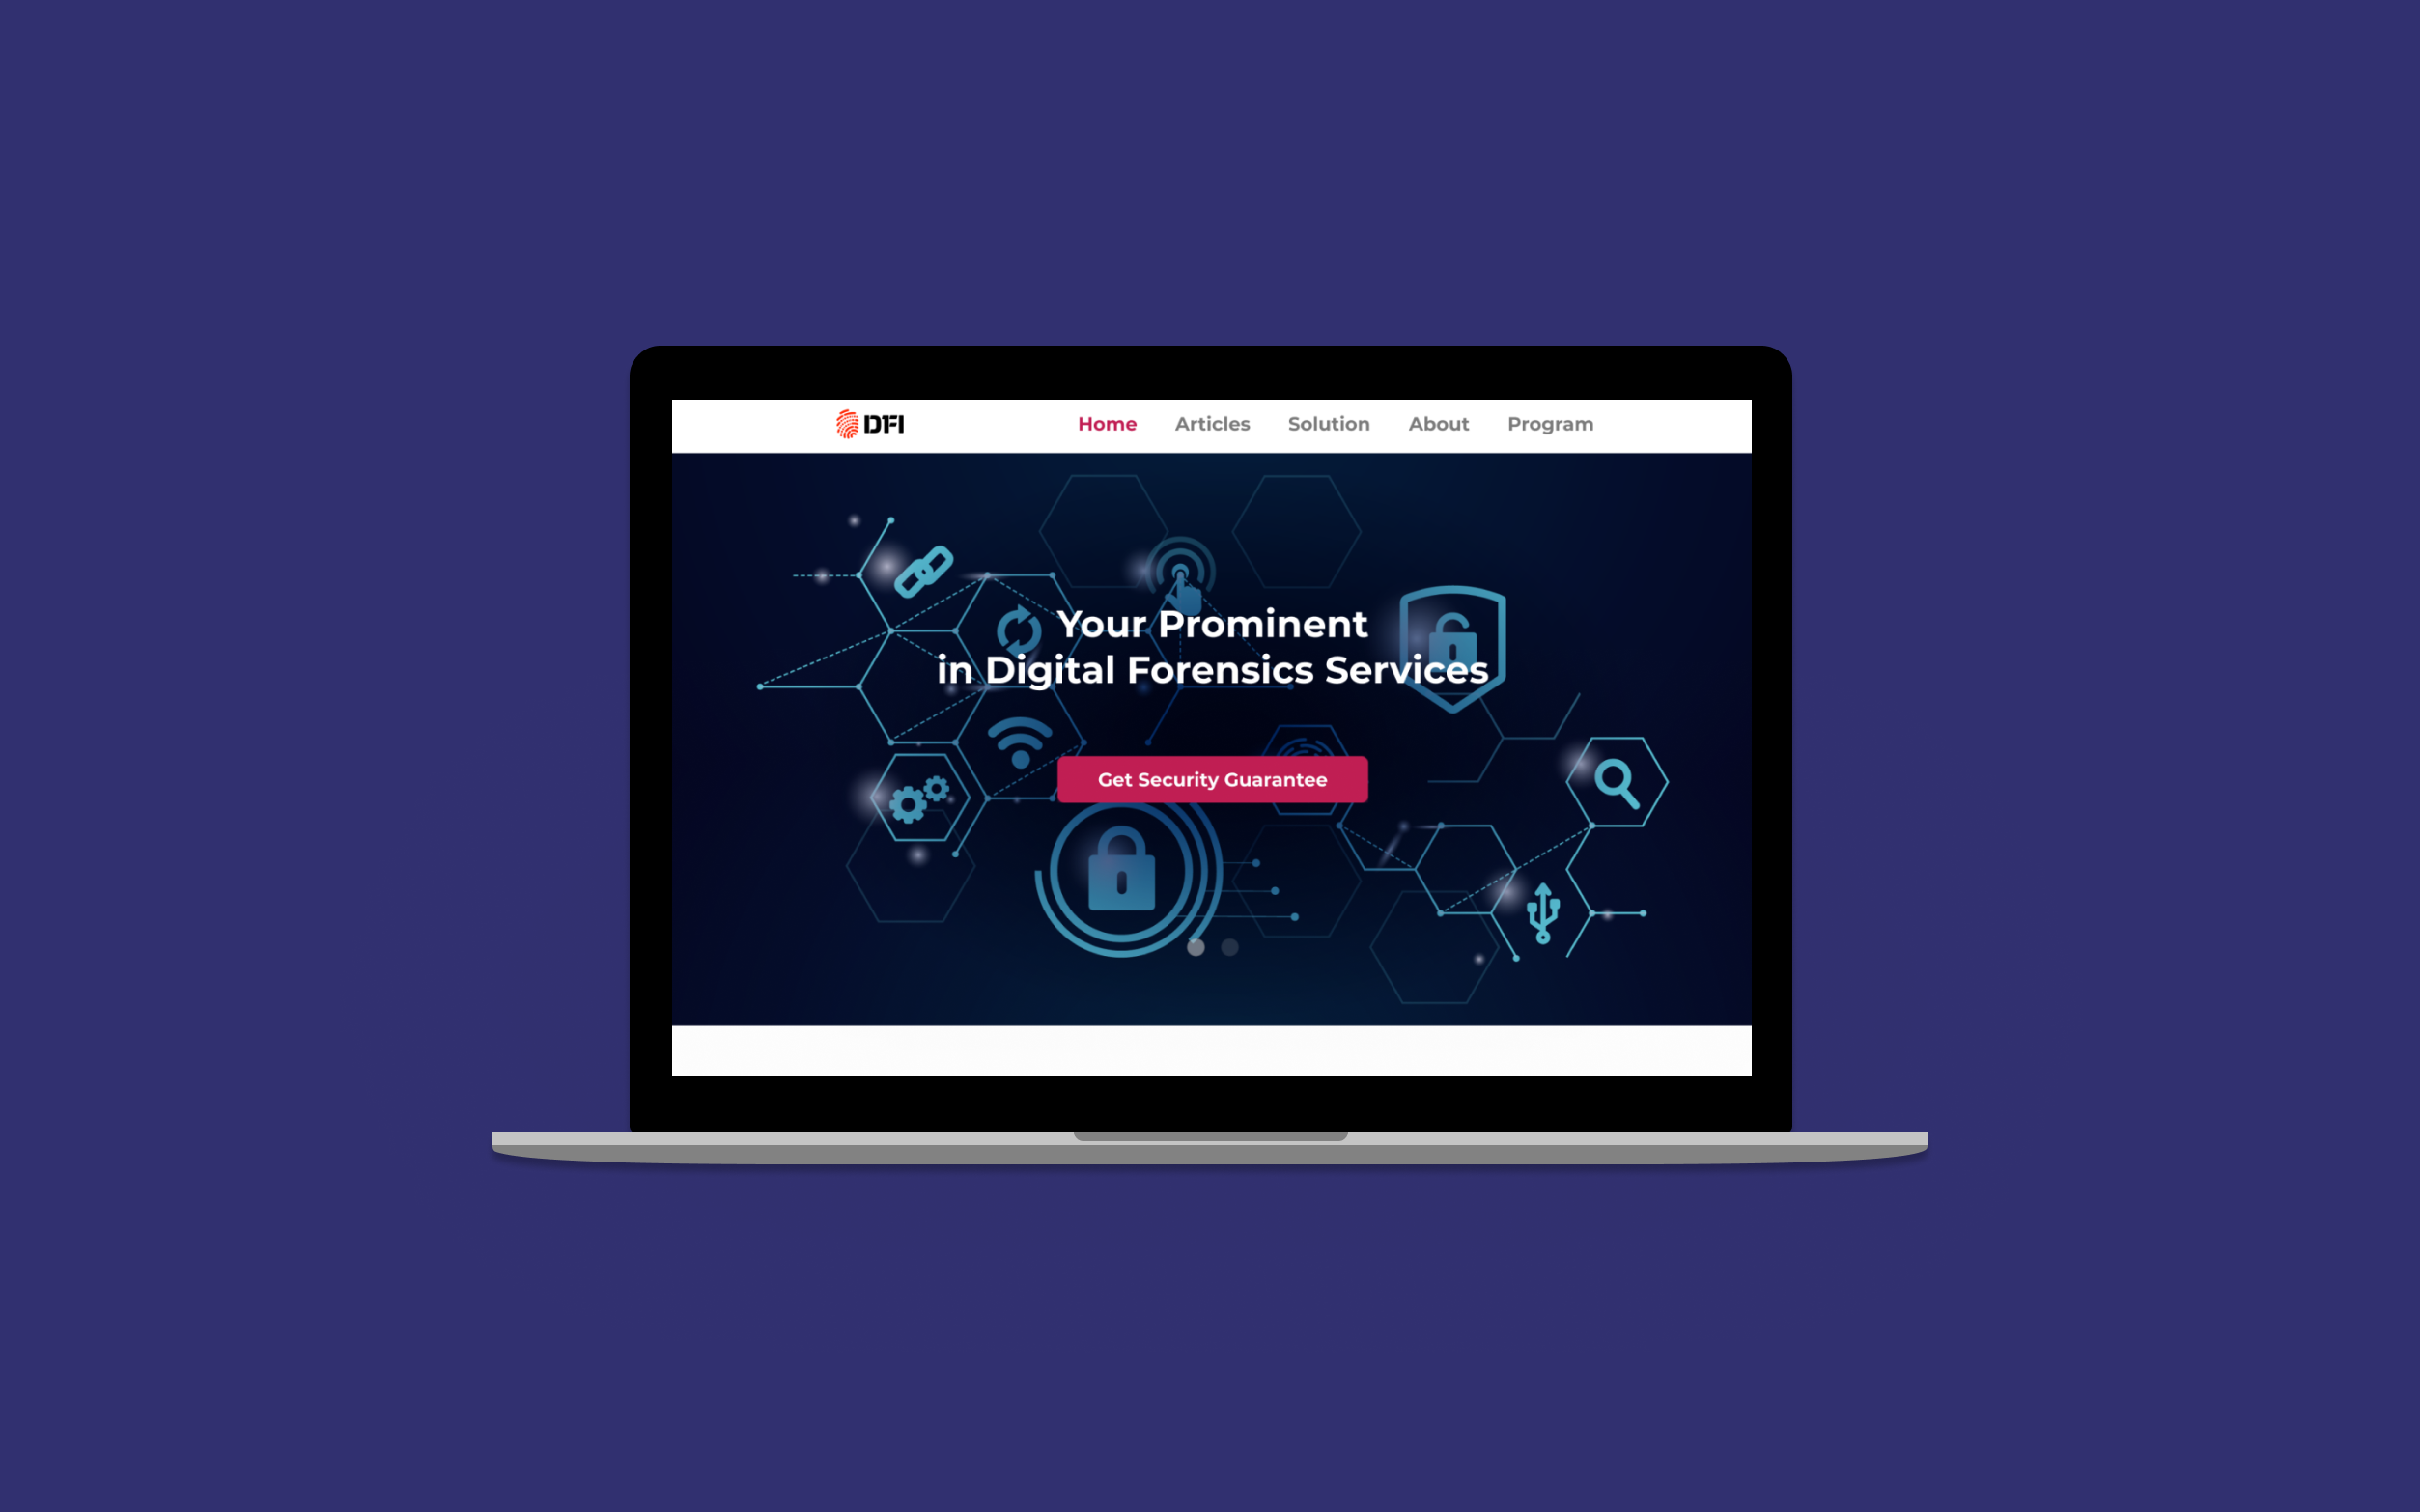 DFI
Home Articles Solution About Program
Your Prominent
in Digital Forensics Services
Get Security Guarantee